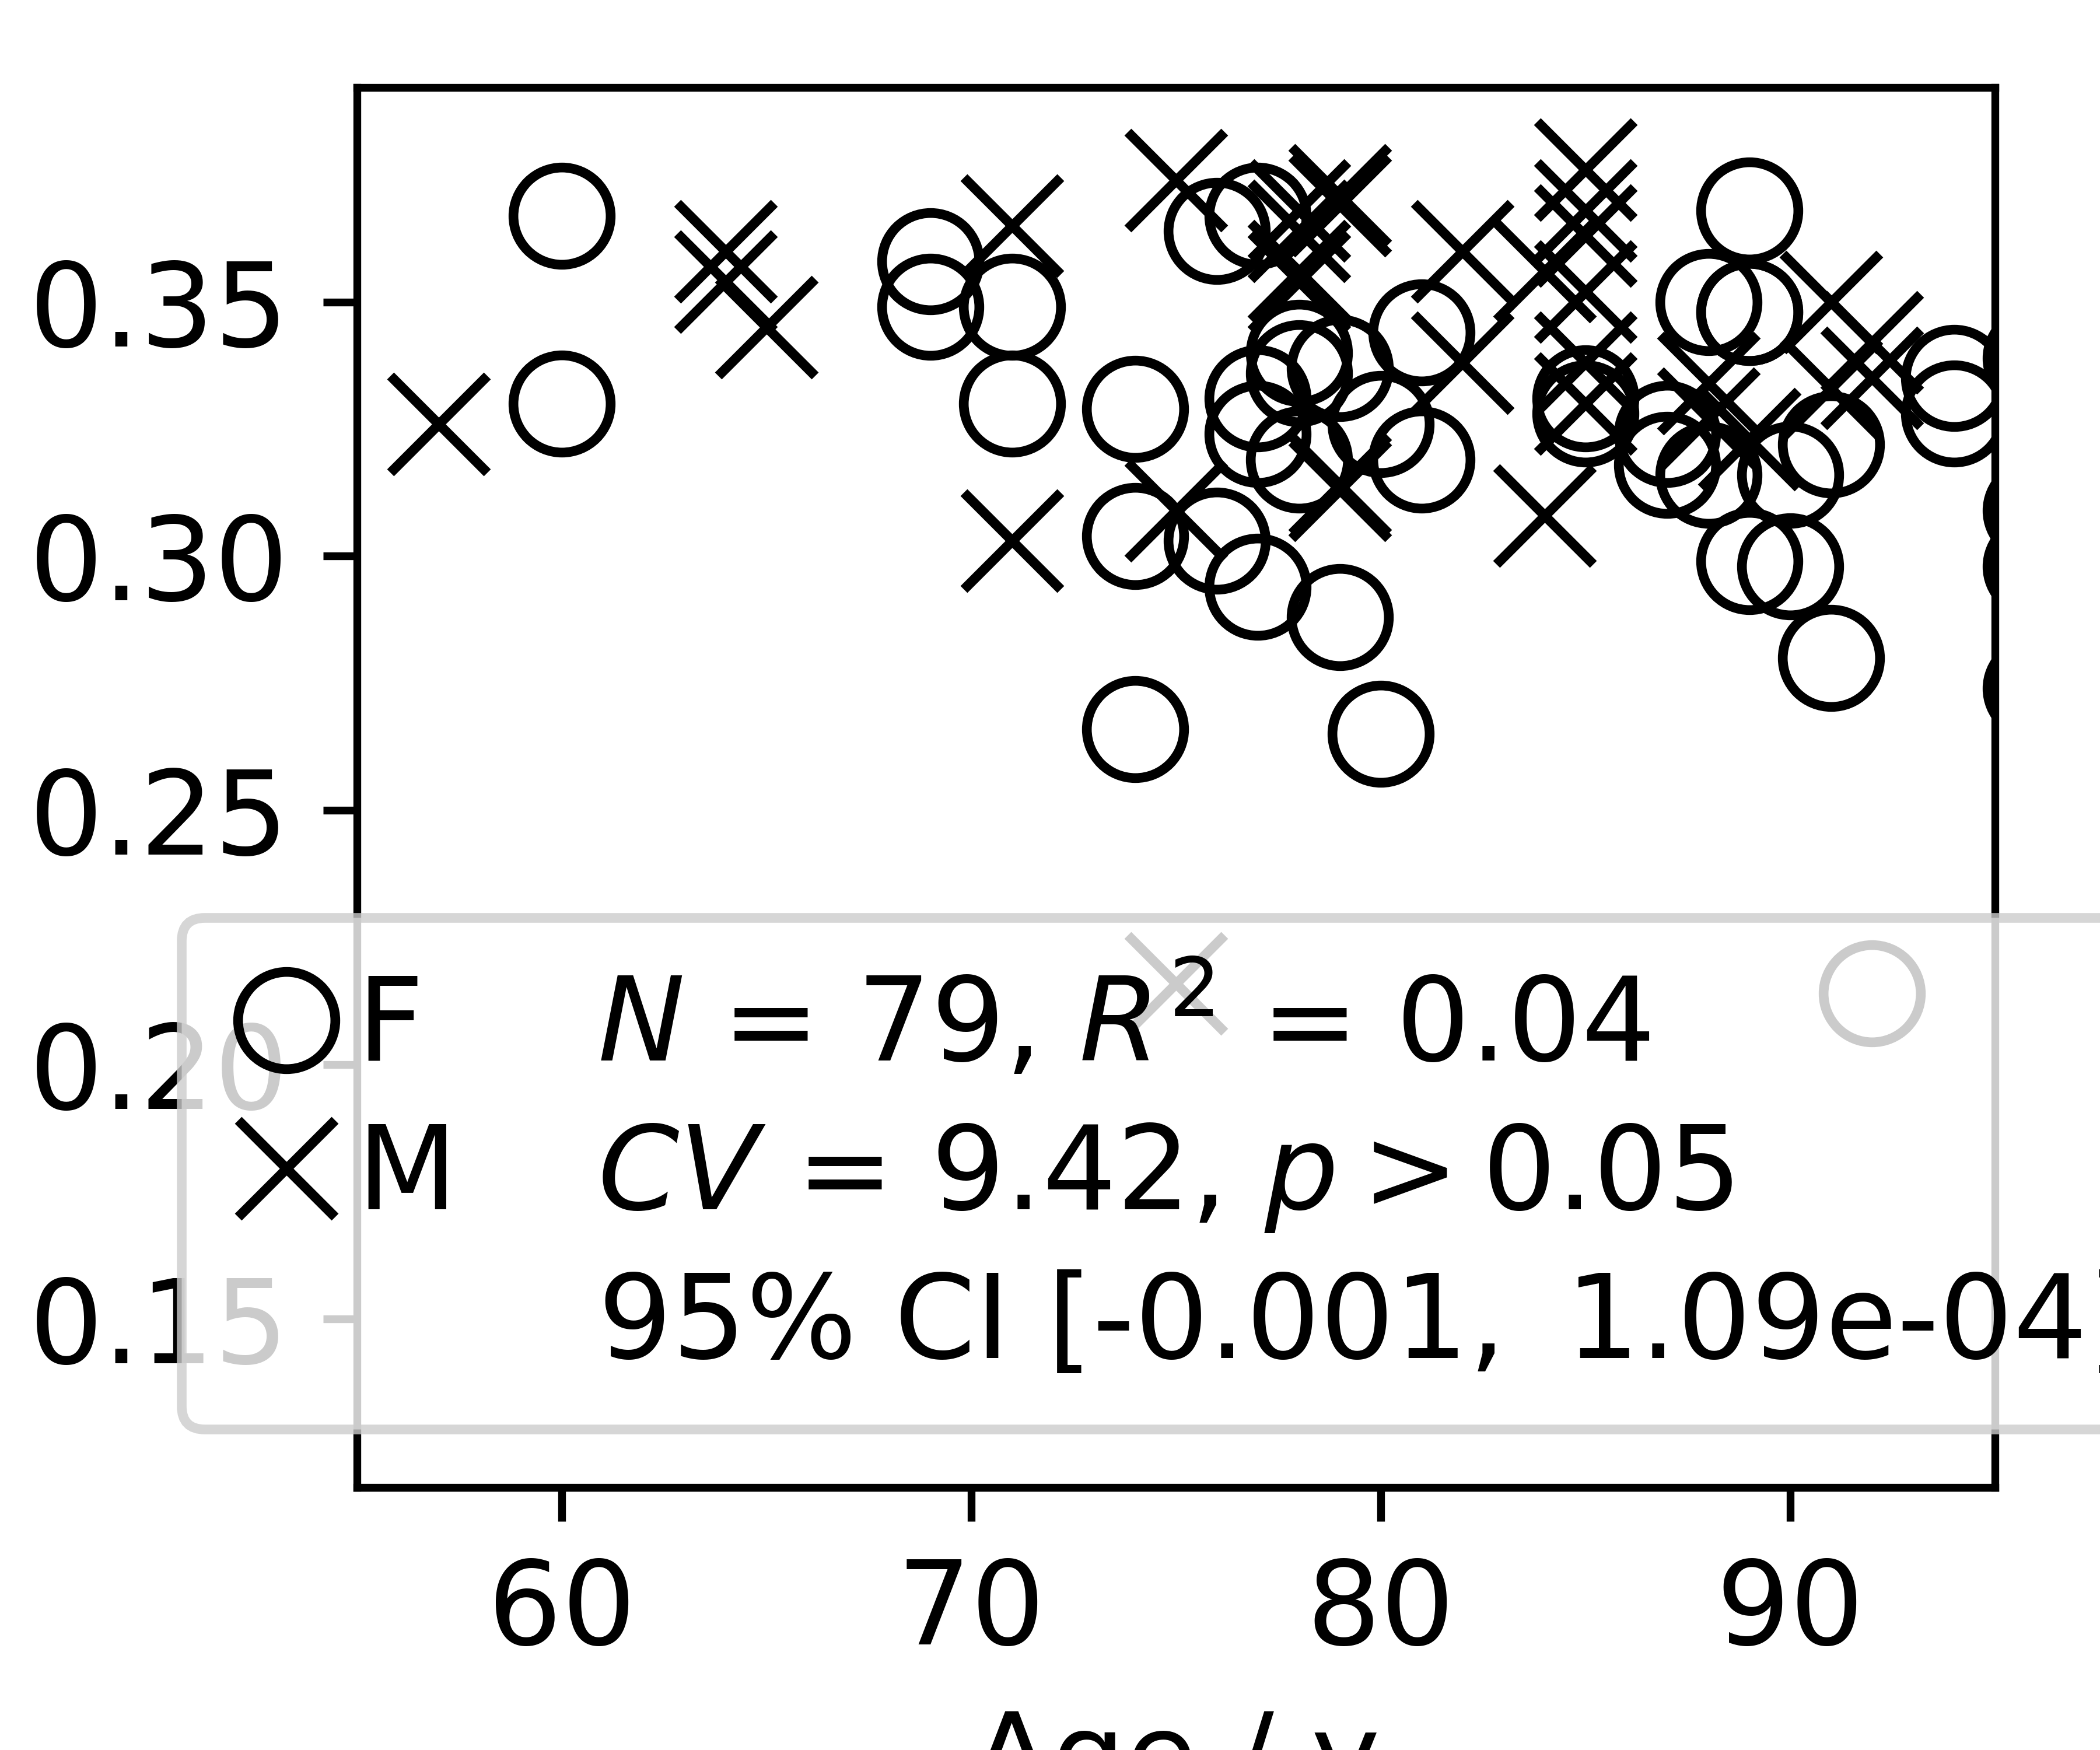 0.35
0.30
0.25
0.20
0.15
F N = 79, R² = 0.04
M CV = 9.42, p > 0.05
95% CI [-0.001, 1.09e-04]
60 70 80 90
Age / y